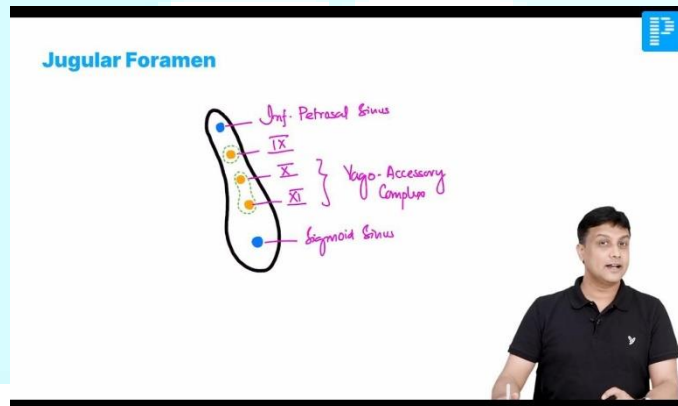 P
Jugular Foramen
Inf. Petrosal Sinus
IX
X
XI
Vago-Accessory
Complex
Sigmoid Sinus